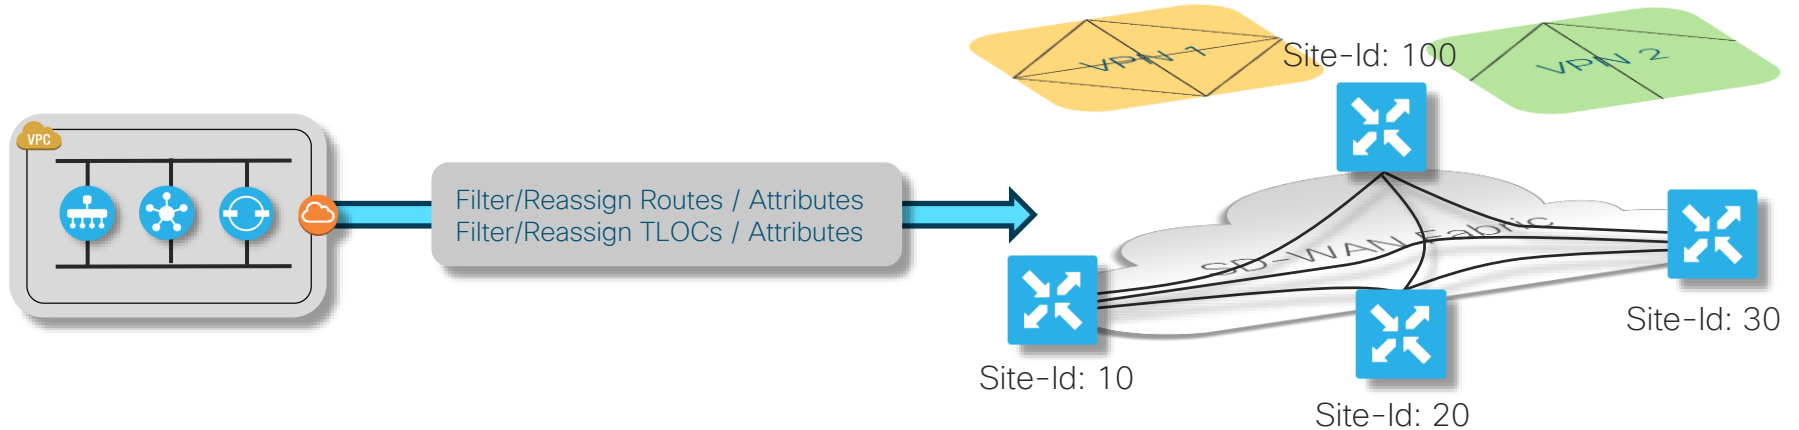 VPN 1
Site-Id: 100
VPN 2
VPC
Filter/Reassign Routes / Attributes
Filter/Reassign TLOCs / Attributes
SD-WAN Fabric
Site-Id: 10
Site-Id: 20
Site-Id: 30